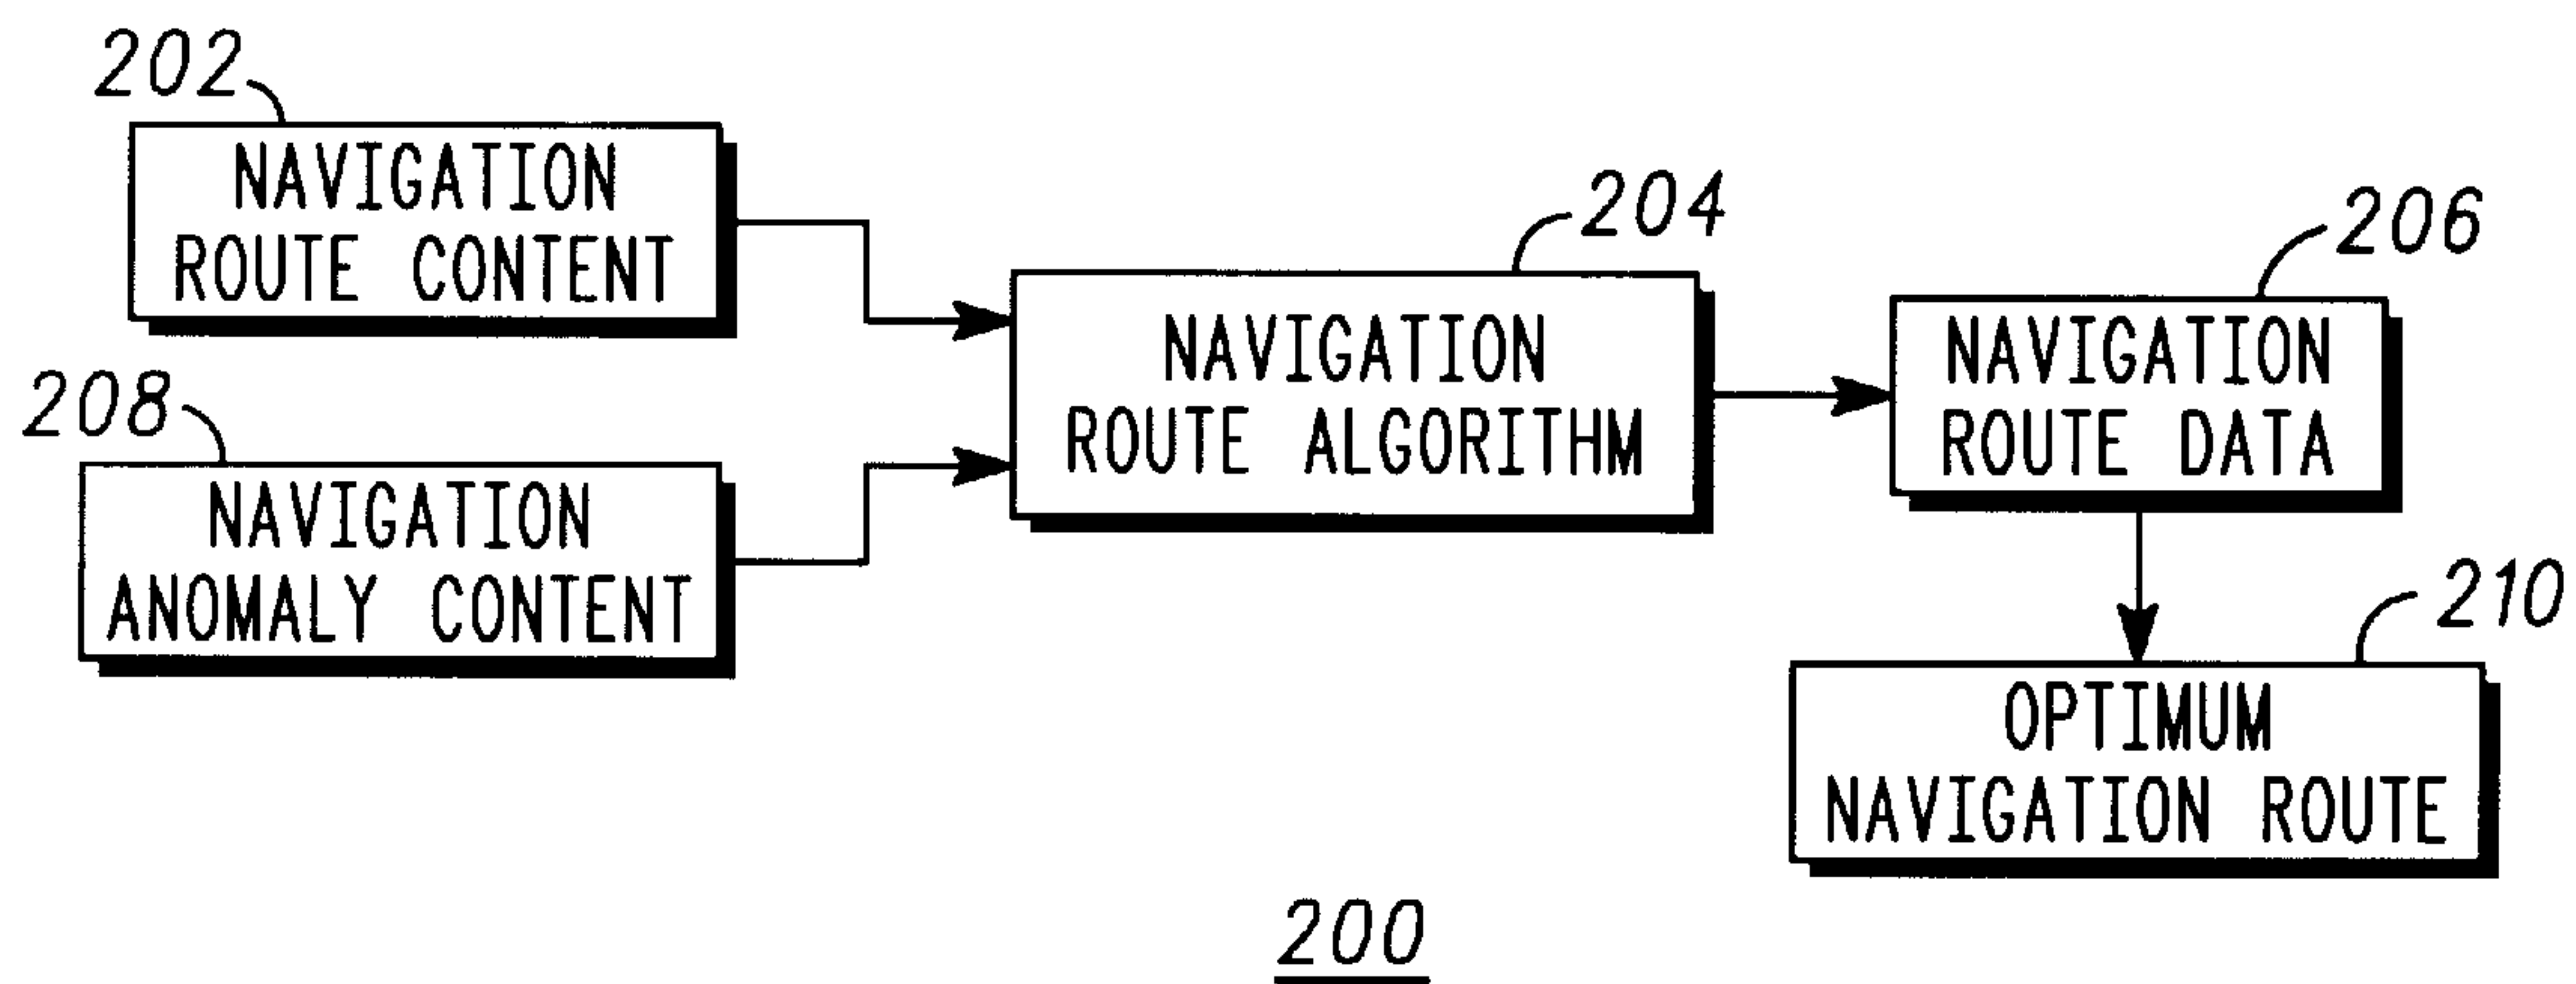 202
NAVIGATION
ROUTE CONTENT
208
NAVIGATION
ANOMALY CONTENT
204
NAVIGATION
ROUTE ALGORITHM
206
NAVIGATION
ROUTE DATA
210
OPTIMUM
NAVIGATION ROUTE
200